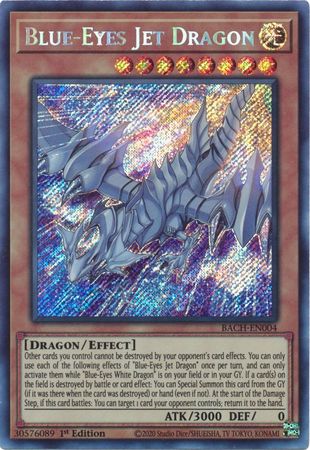 BLUE-EYES JET DRAGON
BACH-EN004
[DRAGON/EFFECT]
Other cards you control cannot be destroyed by your opponent's card effects. You can only
use each of the following effects of "Blue-Eyes Jet Dragon" once per turn, and can only
activate them while "Blue-Eyes White Dragon" is on your field or in your GY. If a card(s) on
the field is destroyed by battle or card effect: You can Special Summon this card from the GY
(if it was there when the card was destroyed) or hand (even if not). At the start of the Damage
Step, if this card battles: You can target 1 card your opponent controls; return it to the hand.
ATK/3000 DEF/ 0
30576089 1st Edition ©2020 Studio Dice/SHUEISHA, TV TOKYO, KONAMI